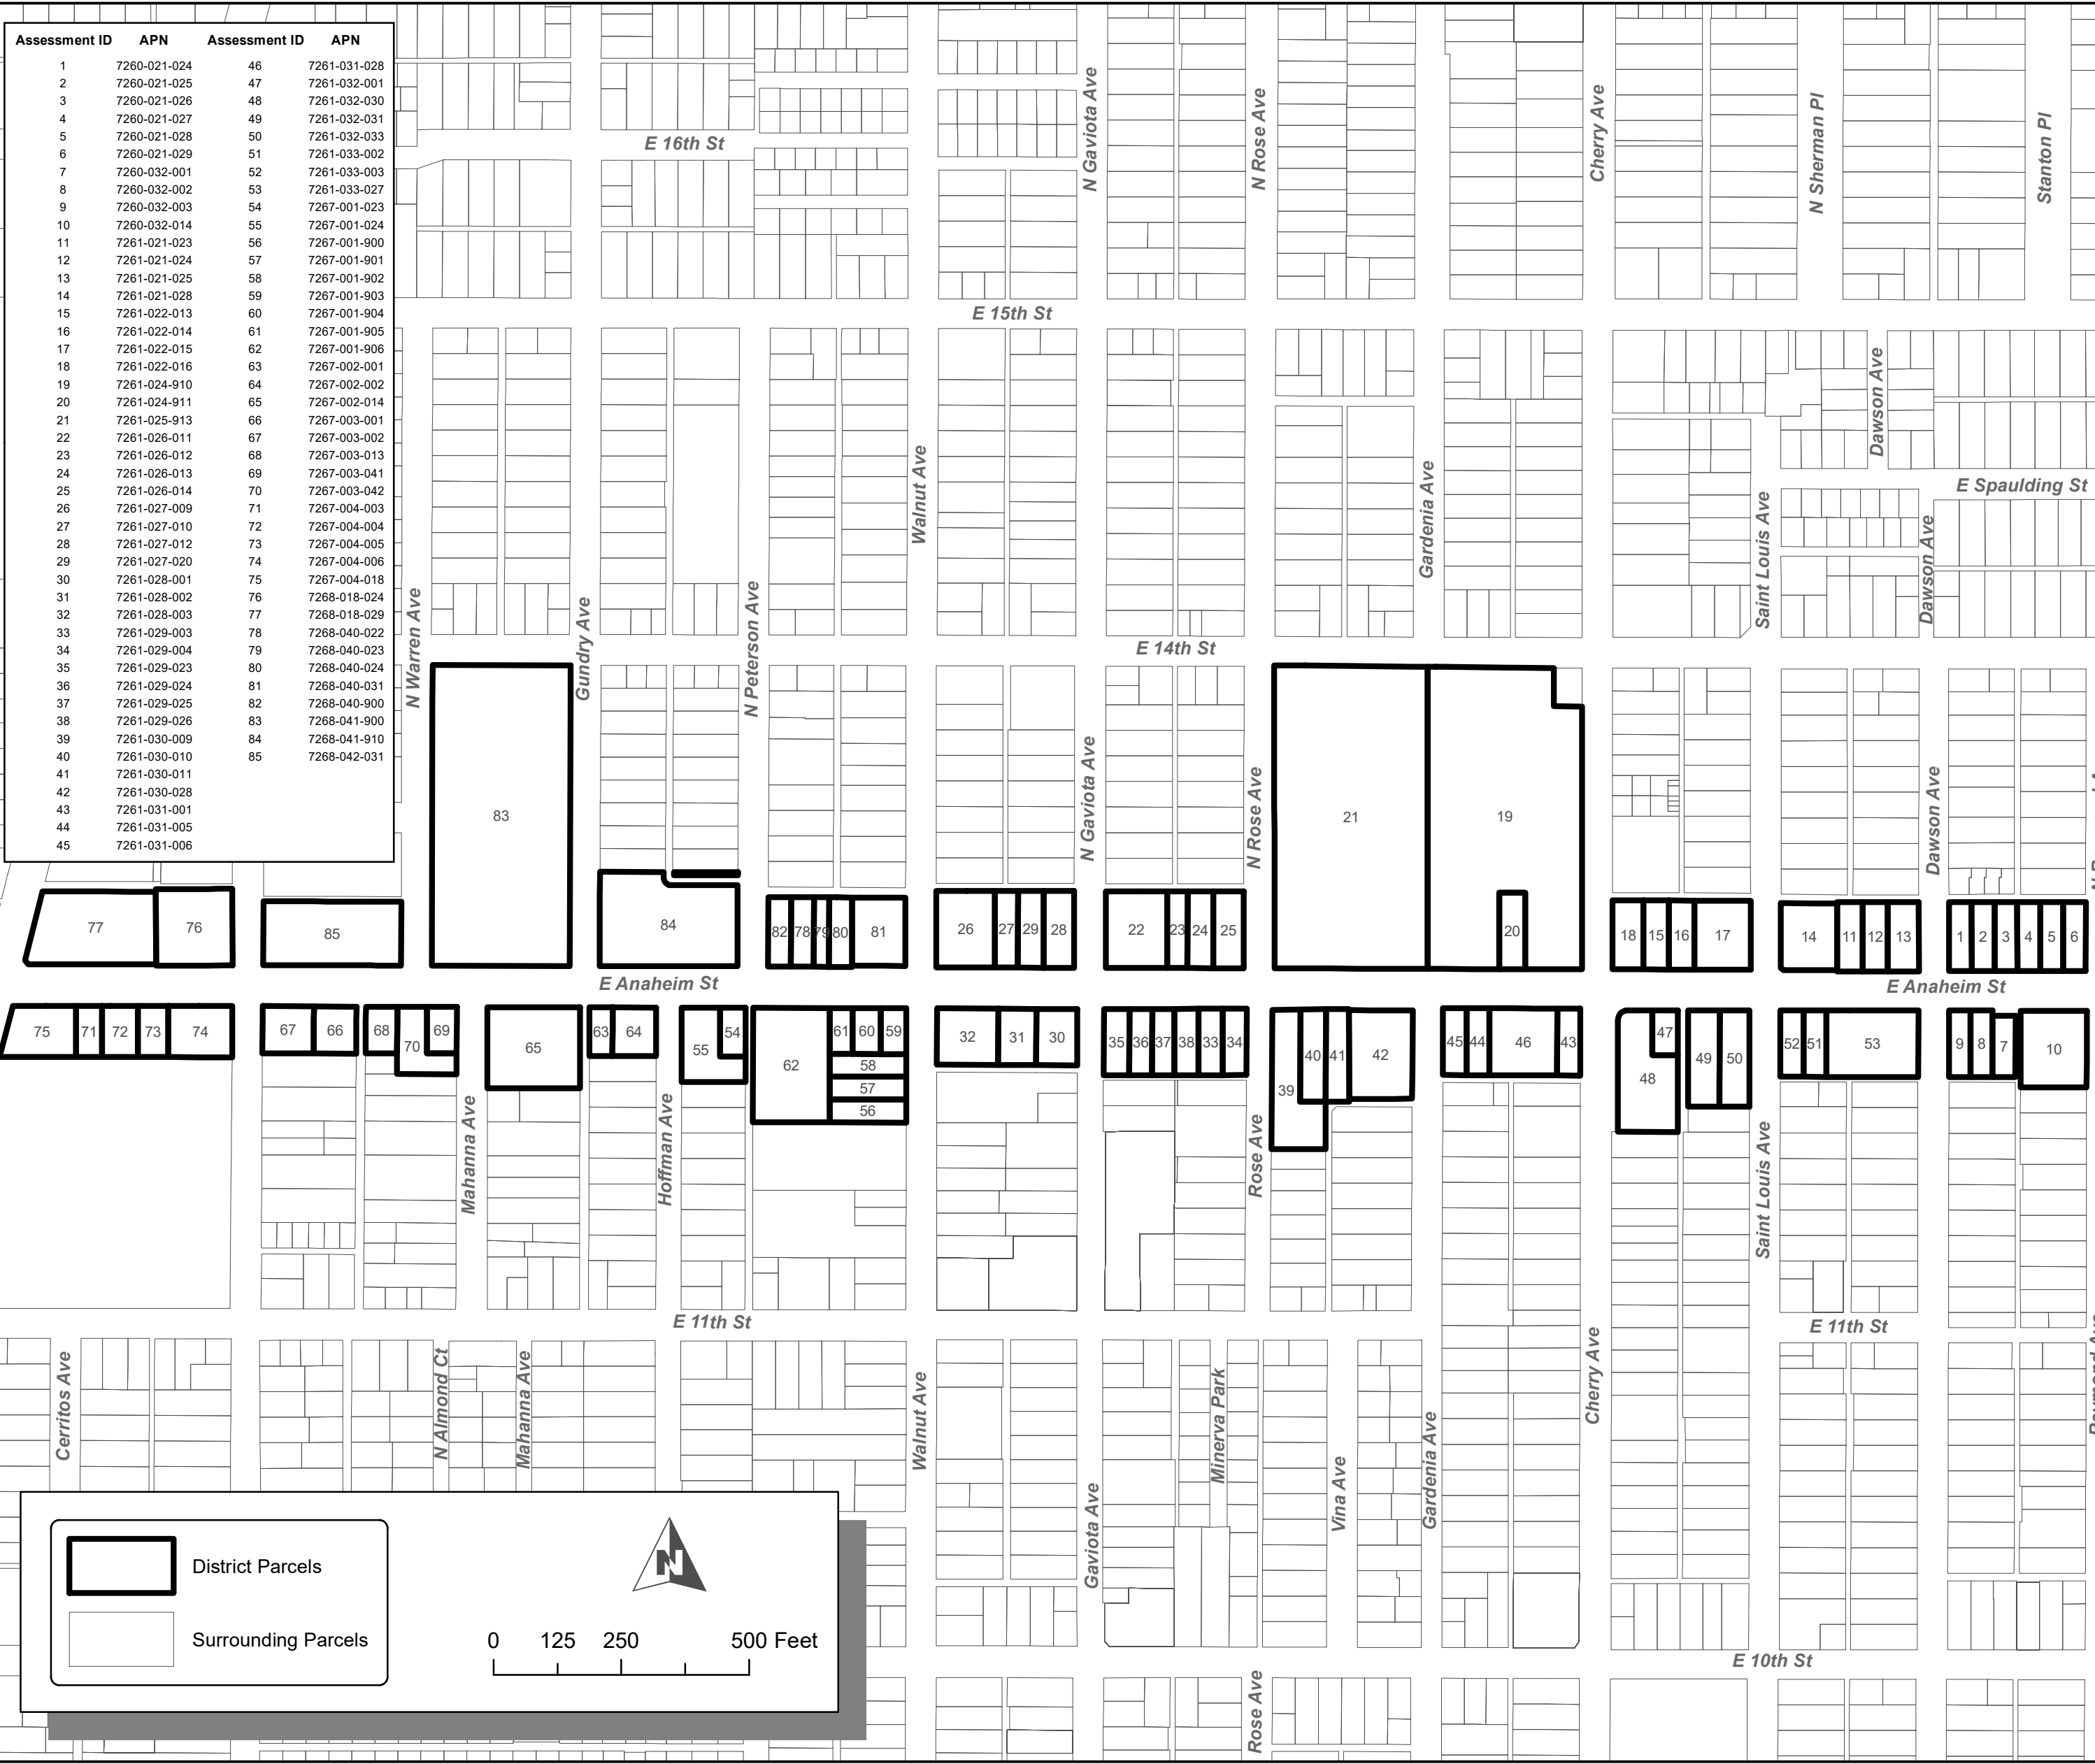 Assessment ID APN Assessment ID APN
1 7260-021-024 46 7261-031-028
2 7260-021-025 47 7261-032-001
3 7260-021-026 48 7261-032-030
4 7260-021-027 49 7261-032-031
5 7260-021-028 50 7261-032-033
6 7260-021-029 51 7261-033-002
7 7260-032-001 52 7261-033-003
8 7260-032-002 53 7261-033-027
9 7260-032-003 54 7267-001-023
10 7260-032-014 55 7267-001-024
11 7261-021-023 56 7267-001-900
12 7261-021-024 57 7267-001-901
13 7261-021-025 58 7267-001-902
14 7261-021-028 59 7267-001-903
15 7261-022-013 60 7267-001-904
16 7261-022-014 61 7267-001-905
17 7261-022-015 62 7267-001-906
18 7261-022-016 63 7267-002-001
19 7261-024-910 64 7267-002-002
20 7261-024-911 65 7267-002-014
21 7261-025-913 66 7267-003-001
22 7261-026-011 67 7267-003-002
23 7261-026-012 68 7267-003-013
24 7261-026-013 69 7267-003-041
25 7261-026-014 70 7267-003-042
26 7261-027-009 71 7267-004-003
27 7261-027-010 72 7267-004-004
28 7261-027-012 73 7267-004-005
29 7261-027-020 74 7267-004-006
30 7261-028-001 75 7267-004-018
31 7261-028-002 76 7268-018-024
32 7261-028-003 77 7268-018-029
33 7261-029-003 78 7268-040-022
34 7261-029-004 79 7268-040-023
35 7261-029-023 80 7268-040-024
36 7261-029-024 81 7268-040-031
37 7261-029-025 82 7268-040-900
38 7261-029-026 83 7268-041-900
39 7261-030-009 84 7268-041-910
40 7261-030-010 85 7268-042-031
41 7261-030-011
42 7261-030-028
43 7261-031-001
44 7261-031-005
45 7261-031-006
E 16th St
N Gaviota Ave
N Rose Ave
Cherry Ave
N Sherman Pl
Stanton Pl
E 15th St
Walnut Ave
Gardenia Ave
Saint Louis Ave
Dawson Ave
E Spaulding St
Dawson Ave
N Warren Ave
Gundry Ave
N Peterson Ave
E 14th St
N Gaviota Ave
N Rose Ave
Dawson Ave
83
21
19
77 76 85 84 82 78 79 80 81 26 27 29 28 22 23 24 25 20 18 15 16 17 14 11 12 13 1 2 3 4 5 6
E Anaheim St
E Anaheim St
75 71 72 73 74 67 66 68 70 69 65 63 64 55 54 62 61 60 59 32 31 30 35 36 37 38 33 34 39 40 41 42 45 44 46 43 48 47 49 50 52 51 53 9 8 7 10
58
57
56
Mahanna Ave
Hoffman Ave
Rose Ave
Saint Louis Ave
E 11th St
E 11th St
Cerritos Ave
N Almond Ct
Mahanna Ave
Walnut Ave
Gaviota Ave
Minerva Park
Vina Ave
Gardenia Ave
Cherry Ave
E 10th St
Rose Ave
District Parcels
Surrounding Parcels
N
0 125 250 500 Feet